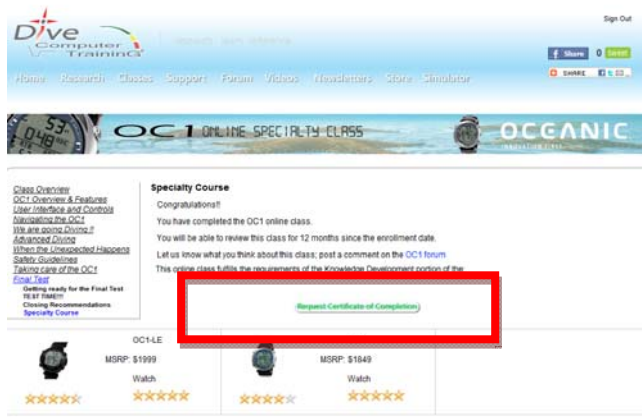 Sign Out
Dive
Computer
Training
Share 0 tweet
SHARE
Home Research Classes Support Forum Videos Newsletters Store Simulator
OC1 ONLINE SPECIALTY CLASS
OCEANIC
Class Overview
OC1 Overview & Features
User Interface and Controls
Navigating the OC1
We are going Diving !!
Advanced Diving
When the Unexpected Happens
Safety Guidelines
Taking care of the OC1
Final Test
Getting ready for the Final Test
TEST TIME!!!
Closing Recommendations
Specialty Course
Specialty Course
Congratulations!!
You have completed the OC1 online class.
You will be able to review this class for 12 months since the enrollment date.
Let us know what you think about this class; post a comment on the OC1 forum
This online class fulfills the requirements of the Knowledge Development portion of the
Request Certificate of Completion
OC1-LE
MSRP: $1999
Watch
MSRP: $1849
Watch